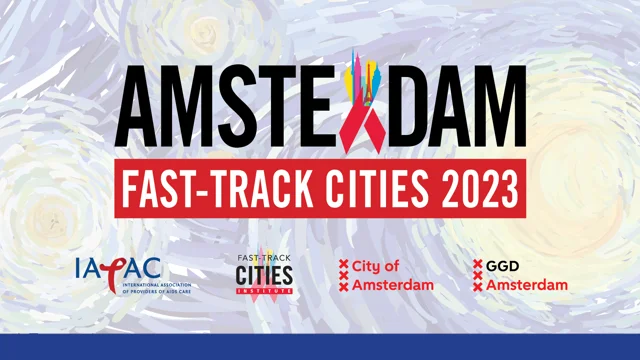 AMSTERDAM
FAST-TRACK CITIES 2023
IAPAC
INTERNATIONAL ASSOCIATION
OF PROVIDERS OF AIDS CARE
FAST-TRACK
CITIES
INSTITUTE
City of
Amsterdam
GGD
Amsterdam